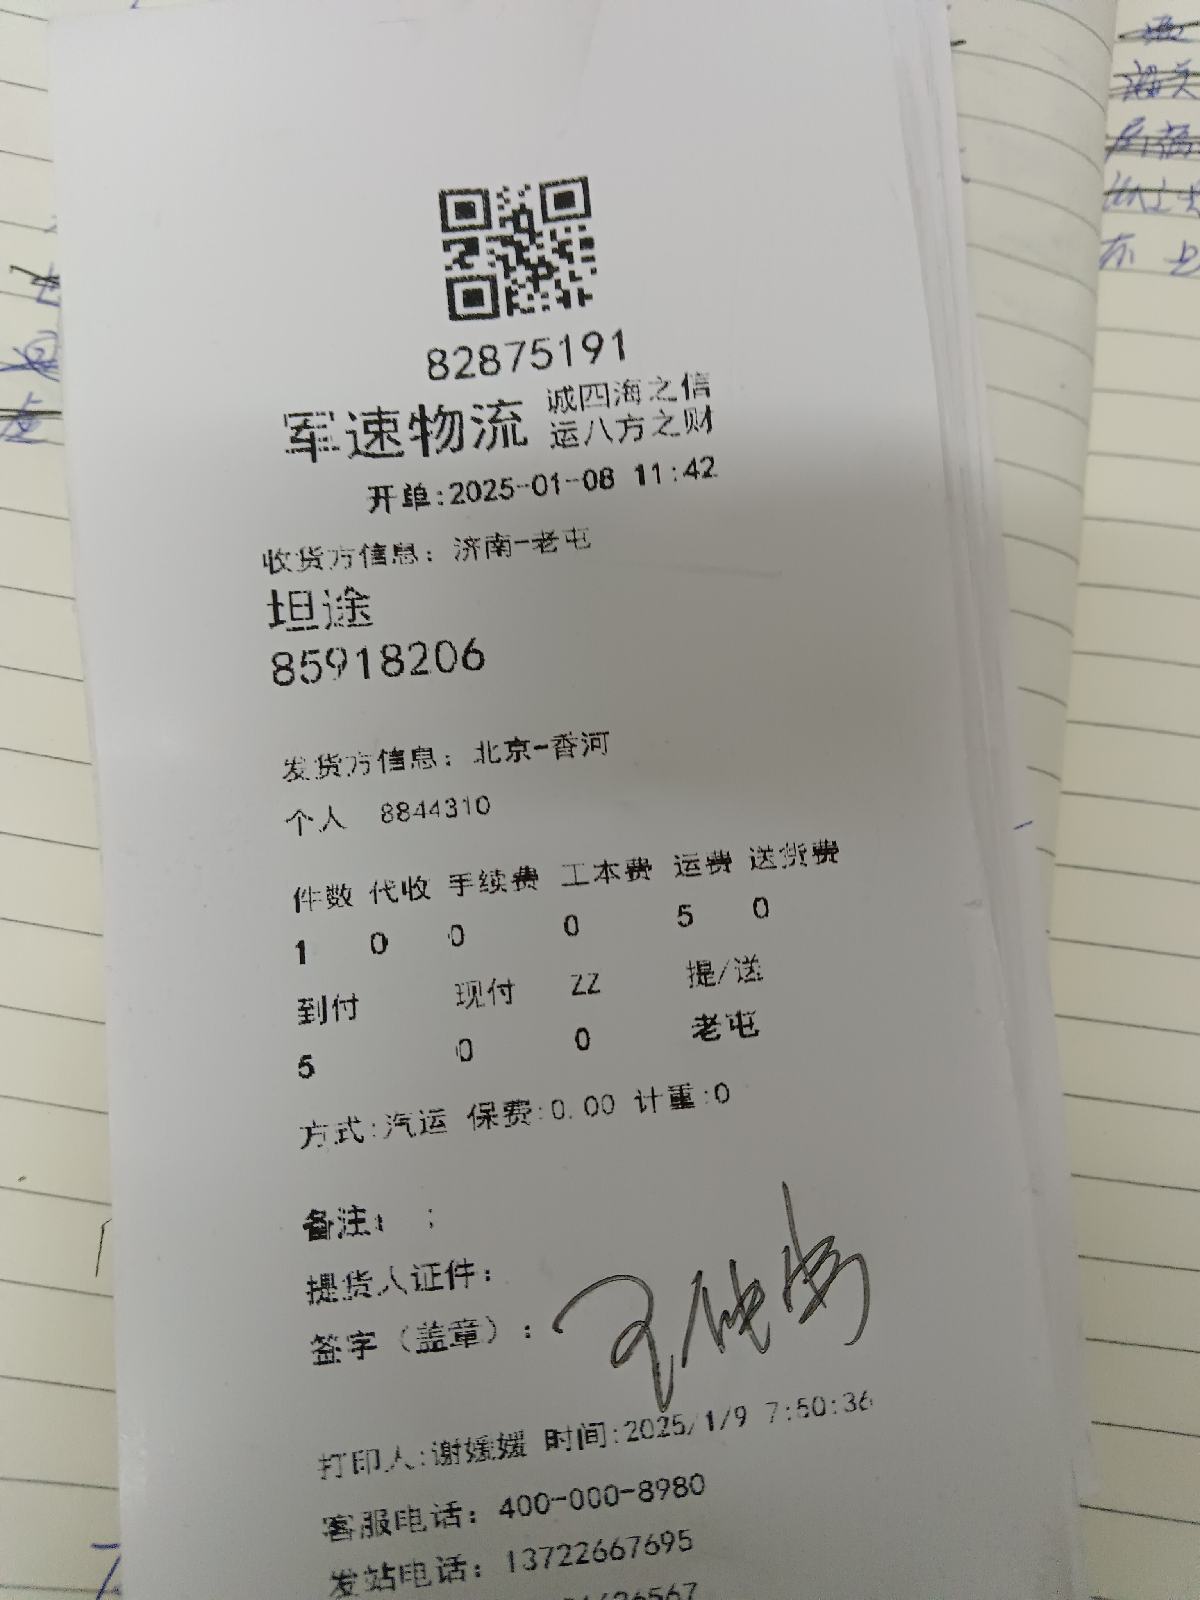 82875191
军速物流 诚四海之信
运八方之财
开单:2025-01-08 11:42
收货方信息：济南-老屯
坦途
85918206
发货方信息：北京-香河
个人 8844310
件数 代收 手续费 工本费 运费 送货费
1 0 0 0 5 0
到付 现付 ZZ 提/送
5 0 0 老屯
方式:汽运 保费:0.00 计重:0
备注： ；
提货人证件：
签字（盖章）：
打印人:谢媛媛 时间:2025/1/9 7:50:36
客服电话：400-000-8980
发站电话：13722667695